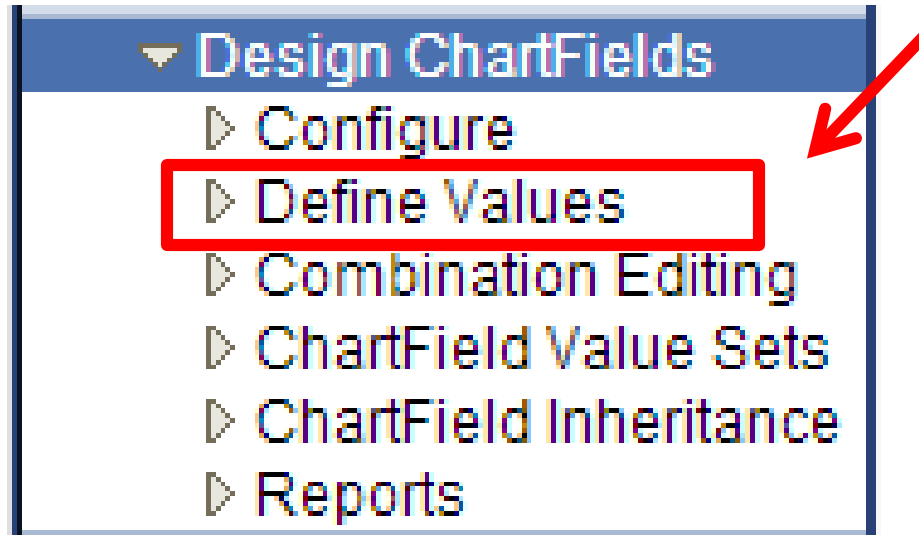 Design ChartFields
Configure
Define Values
Combination Editing
ChartField Value Sets
ChartField Inheritance
Reports